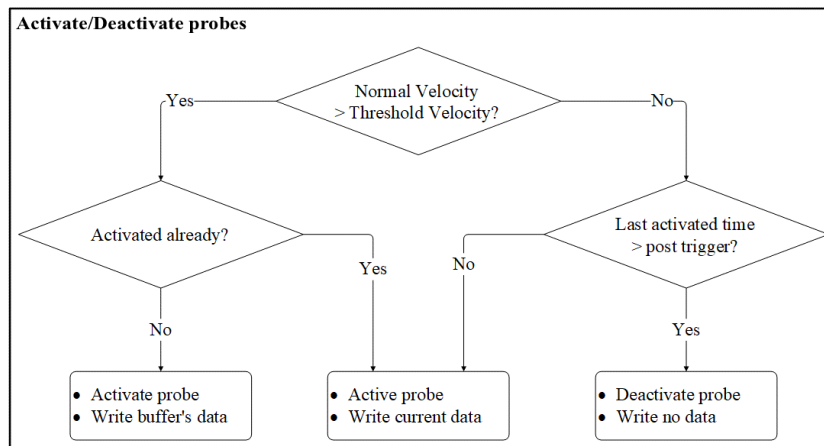 Activate/Deactivate probes
Normal Velocity
> Threshold Velocity?
Yes
No
Activated already?
Last activated time
> post trigger?
Yes
No
No
Yes
• Activate probe
• Write buffer's data
• Active probe
• Write current data
• Deactivate probe
• Write no data